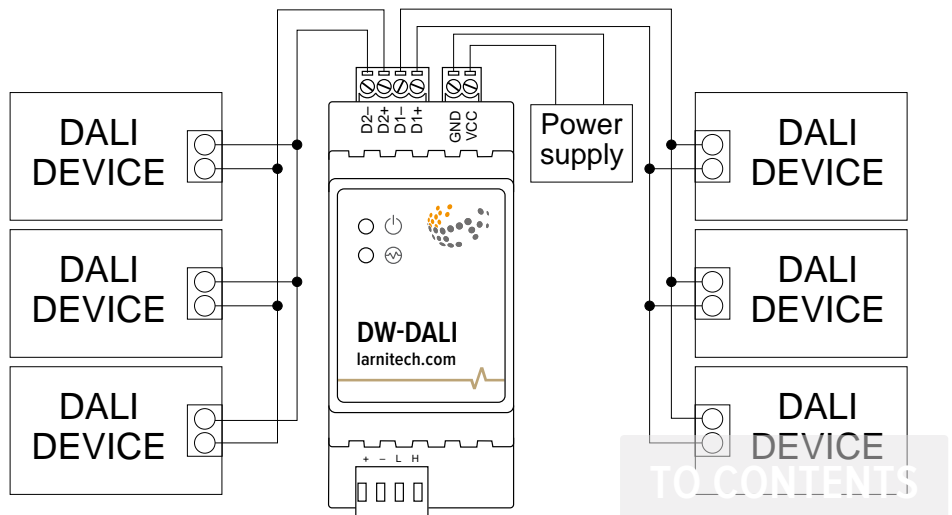 D2–
D2+
D1–
D1+
GND
VCC
Power
supply
DALI
DEVICE
DALI
DEVICE
DALI
DEVICE
DW-DALI
larnitech.com
+ – L H
DALI
DEVICE
DALI
DEVICE
DALI
DEVICE
TO CONTENTS